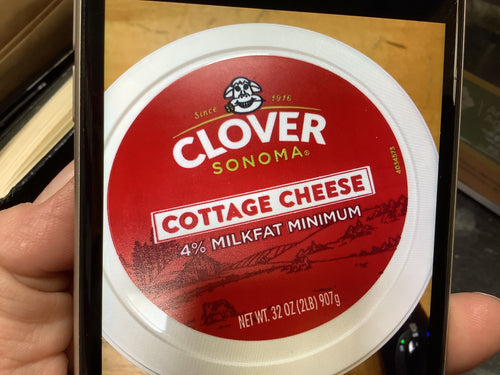 Since 1916
CLOVER
SONOMA®
COTTAGE CHEESE
4% MILKFAT MINIMUM
NET WT. 32 OZ (2LB) 907g